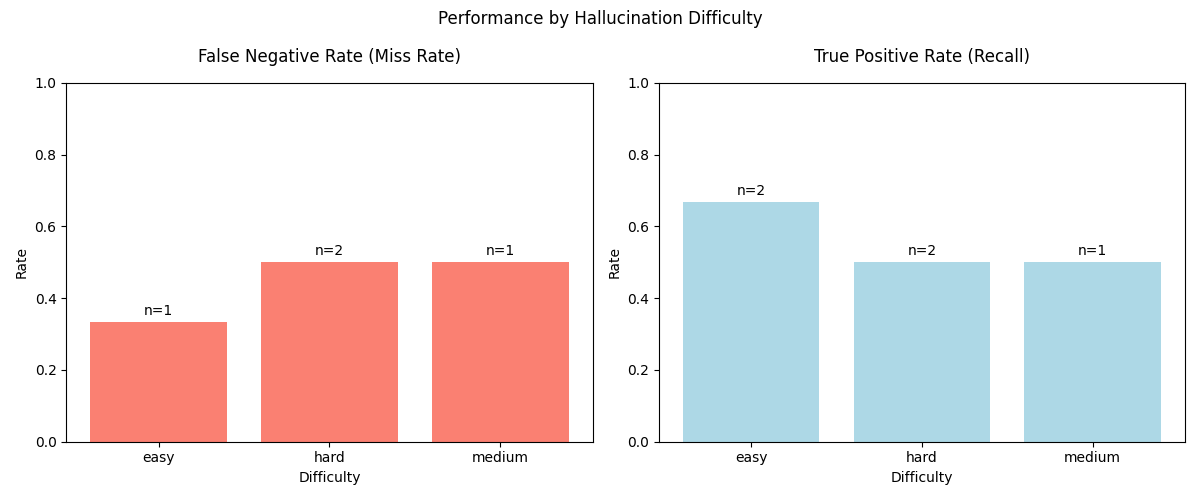 Performance by Hallucination Difficulty
False Negative Rate (Miss Rate)
1.0
0.8
0.6
0.4
0.2
0.0
Rate
n=1
n=2
n=1
easy
hard
medium
Difficulty
True Positive Rate (Recall)
1.0
0.8
0.6
0.4
0.2
0.0
Rate
n=2
n=2
n=1
easy
hard
medium
Difficulty